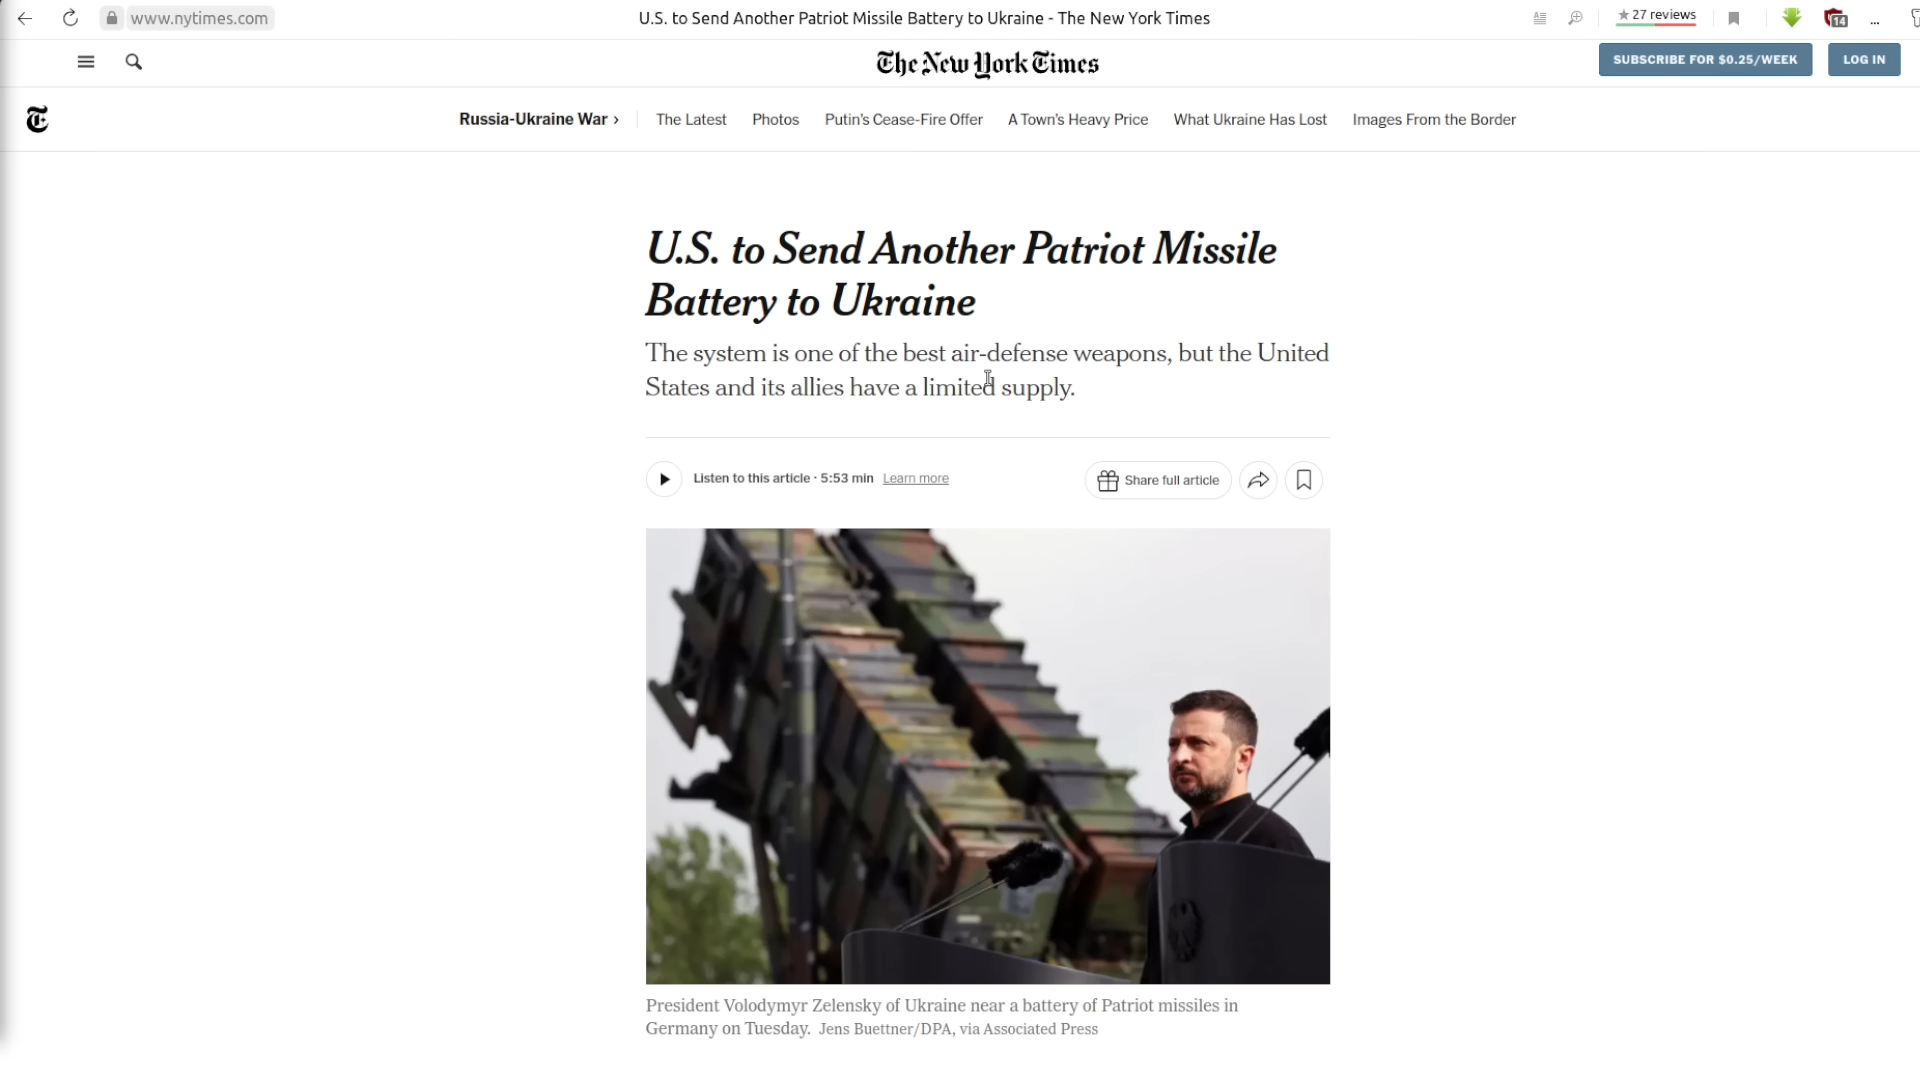 www.nytimes.com
U.S. to Send Another Patriot Missile Battery to Ukraine - The New York Times
★ 27 reviews
14
...
The New York Times
SUBSCRIBE FOR $0.25/WEEK
LOG IN
Russia-Ukraine War ›
The Latest
Photos
Putin's Cease-Fire Offer
A Town's Heavy Price
What Ukraine Has Lost
Images From the Border
U.S. to Send Another Patriot Missile
Battery to Ukraine
The system is one of the best air-defense weapons, but the United
States and its allies have a limited supply.
Listen to this article · 5:53 min Learn more
Share full article
President Volodymyr Zelensky of Ukraine near a battery of Patriot missiles in
Germany on Tuesday. Jens Buettner/DPA, via Associated Press